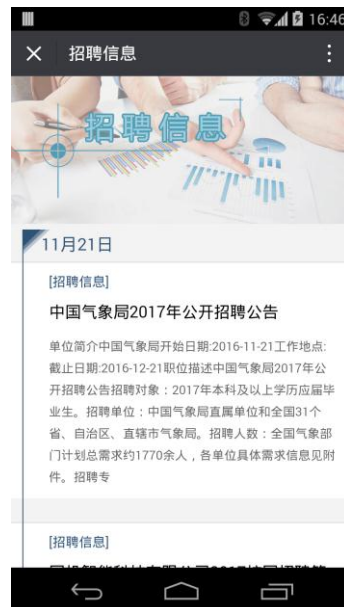 16:46
招聘信息
招聘信息
11月21日
[招聘信息]
中国气象局2017年公开招聘公告
单位简介中国气象局开始日期:2016-11-21工作地点:
截止日期:2016-12-21职位描述中国气象局2017年公
开招聘公告招聘对象：2017年本科及以上学历应届毕
业生。招聘单位：中国气象局直属单位和全国31个
省、自治区、直辖市气象局。招聘人数：全国气象部
门计划总需求约1770余人，各单位具体需求信息见附
件。招聘专
[招聘信息]